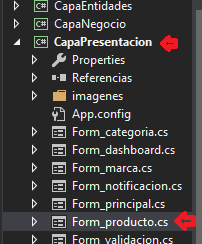 C# CapaEntidades
C# CapaNegocio
C# CapaPresentacion
Properties
Referencias
imagenes
App.config
Form_categoria.cs
Form_dashboard.cs
Form_marca.cs
Form_notificacion.cs
Form_principal.cs
Form_producto.cs
Form_validacion.cs